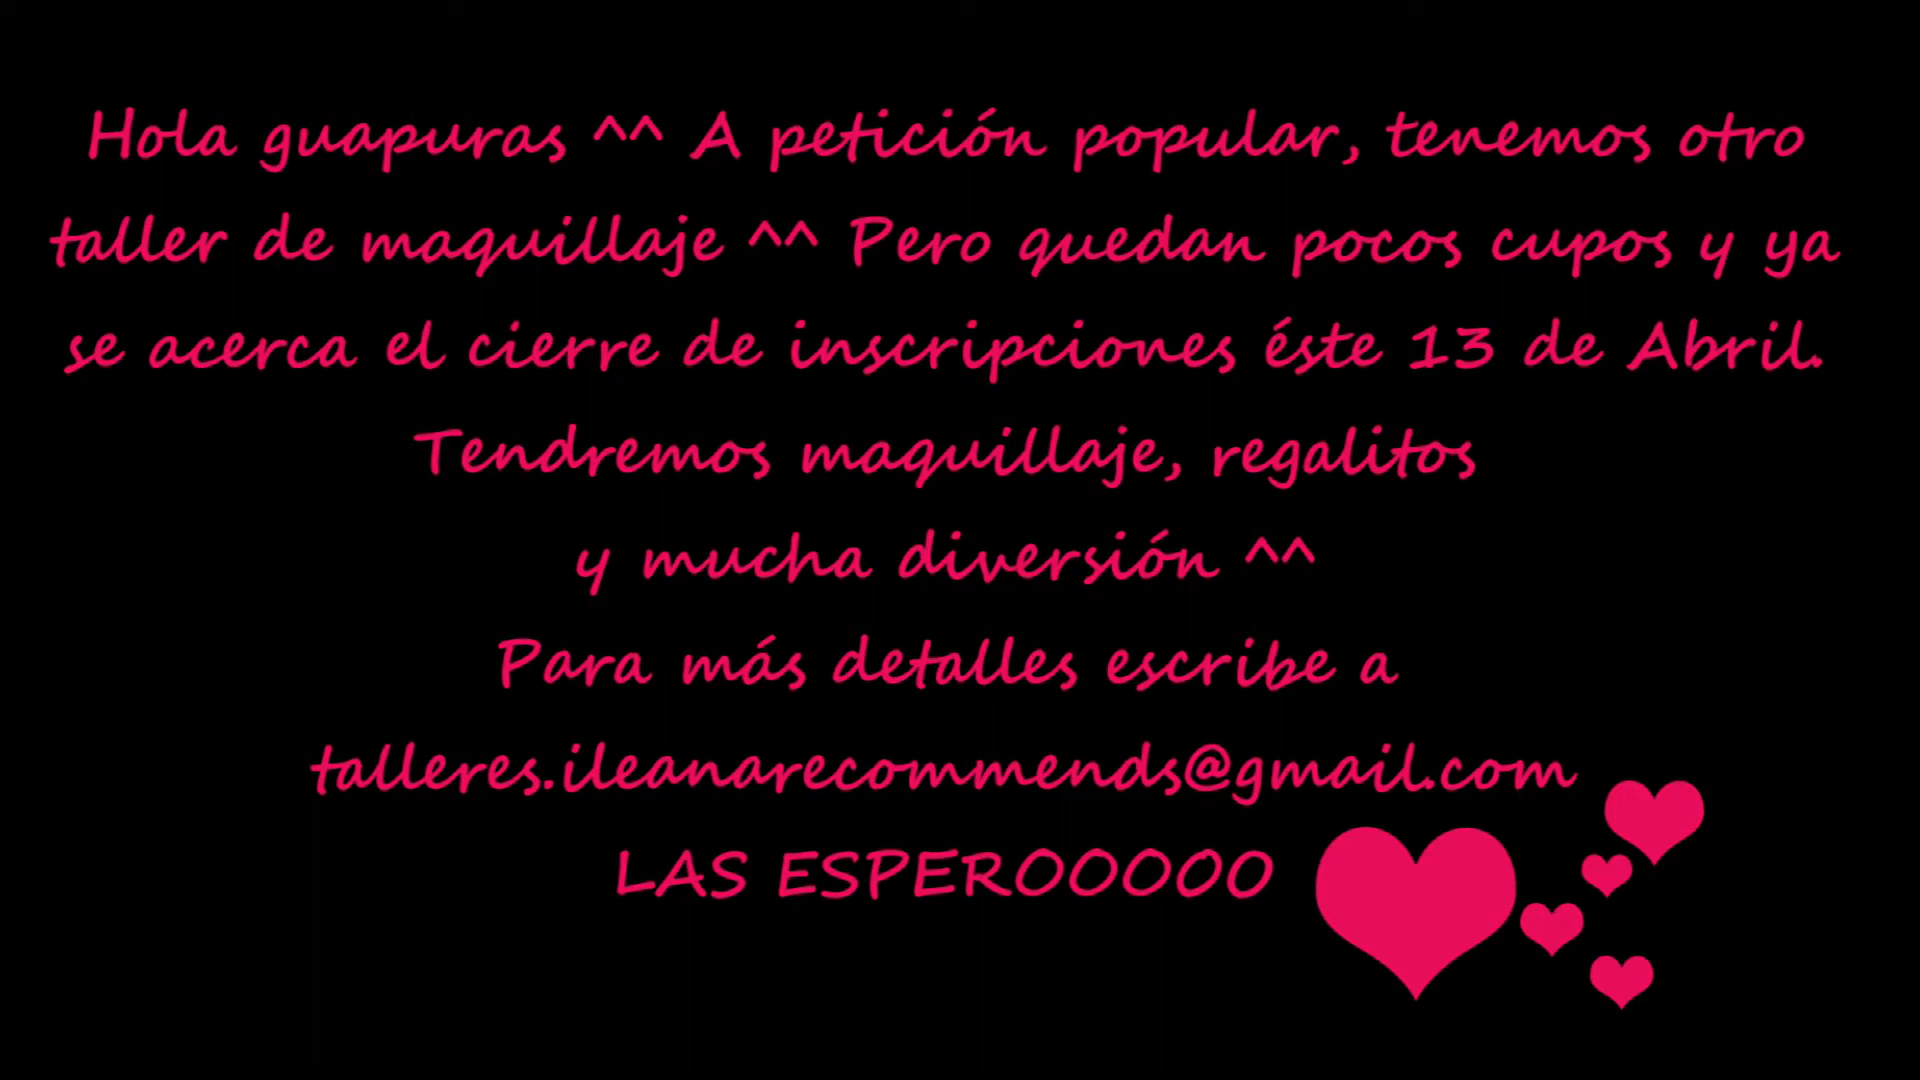 Hola guapuras ^^ A petición popular, tenemos otro
taller de maquillaje ^^ Pero quedan pocos cupos y ya
se acerca el cierre de inscripciones éste 13 de Abril.
Tendremos maquillaje, regalitos
y mucha diversión ^^
Para más detalles escribe a
talleres.ileanarecommends@gmail.com
LAS ESPEROOOOO